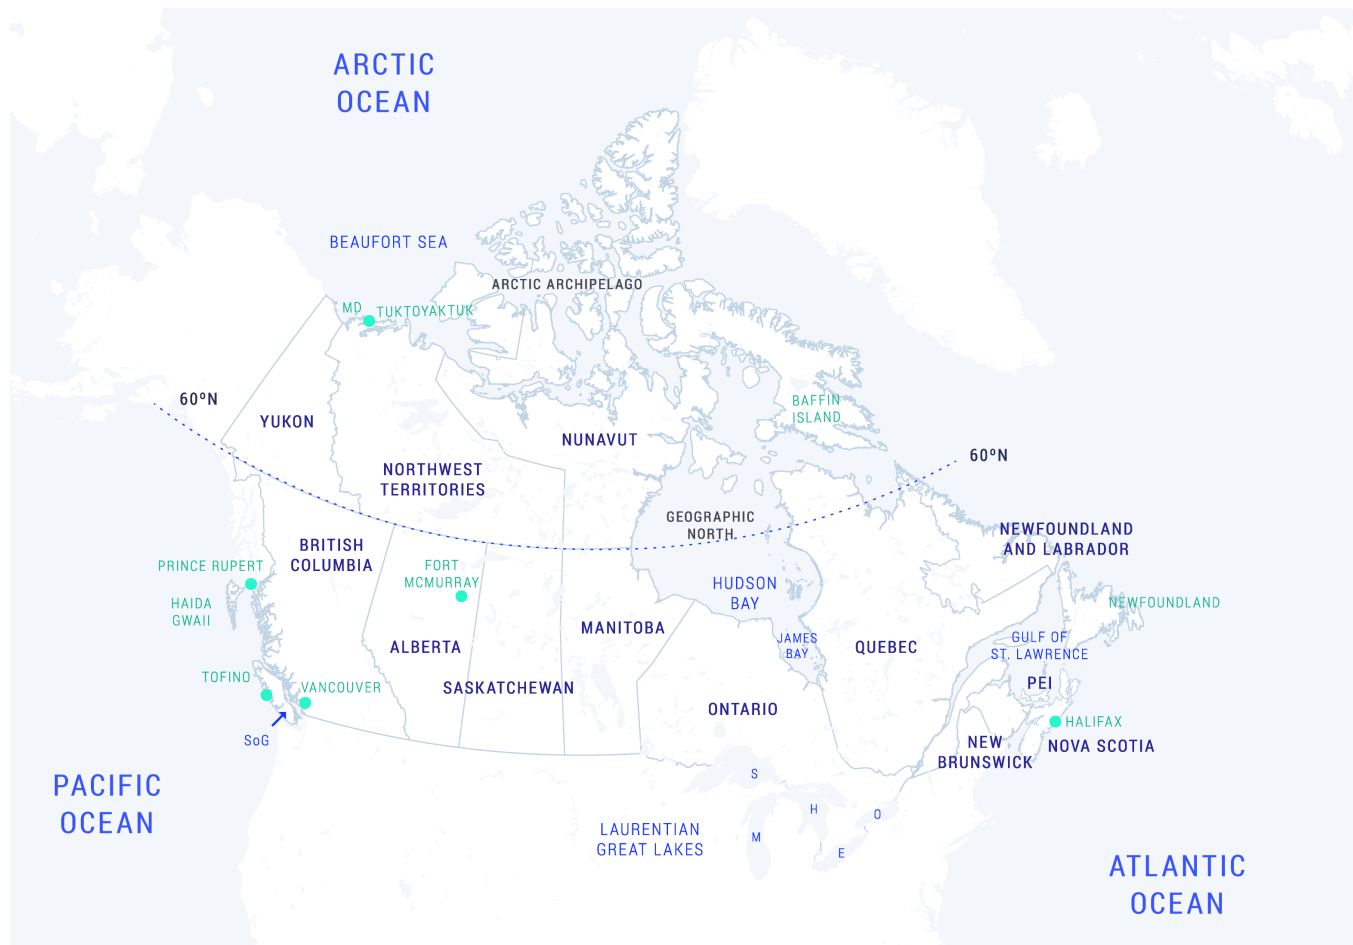 ARCTIC
OCEAN
BEAUFORT SEA
ARCTIC ARCHIPELAGO
MD
TUKTOYAKTUK
60ºN
BAFFIN
ISLAND
YUKON
NUNAVUT
60ºN
NORTHWEST
TERRITORIES
GEOGRAPHIC
NORTH
NEWFOUNDLAND
AND LABRADOR
BRITISH
COLUMBIA
PRINCE RUPERT
FORT
MCMURRAY
HUDSON
BAY
HAIDA
GWAII
NEWFOUNDLAND
MANITOBA
JAMES
BAY
GULF OF
ST. LAWRENCE
ALBERTA
QUEBEC
TOFINO
VANCOUVER
SASKATCHEWAN
PEI
ONTARIO
HALIFAX
SoG
NEW
BRUNSWICK
NOVA SCOTIA
PACIFIC
OCEAN
S
H
O
LAURENTIAN
GREAT LAKES
M
E
ATLANTIC
OCEAN